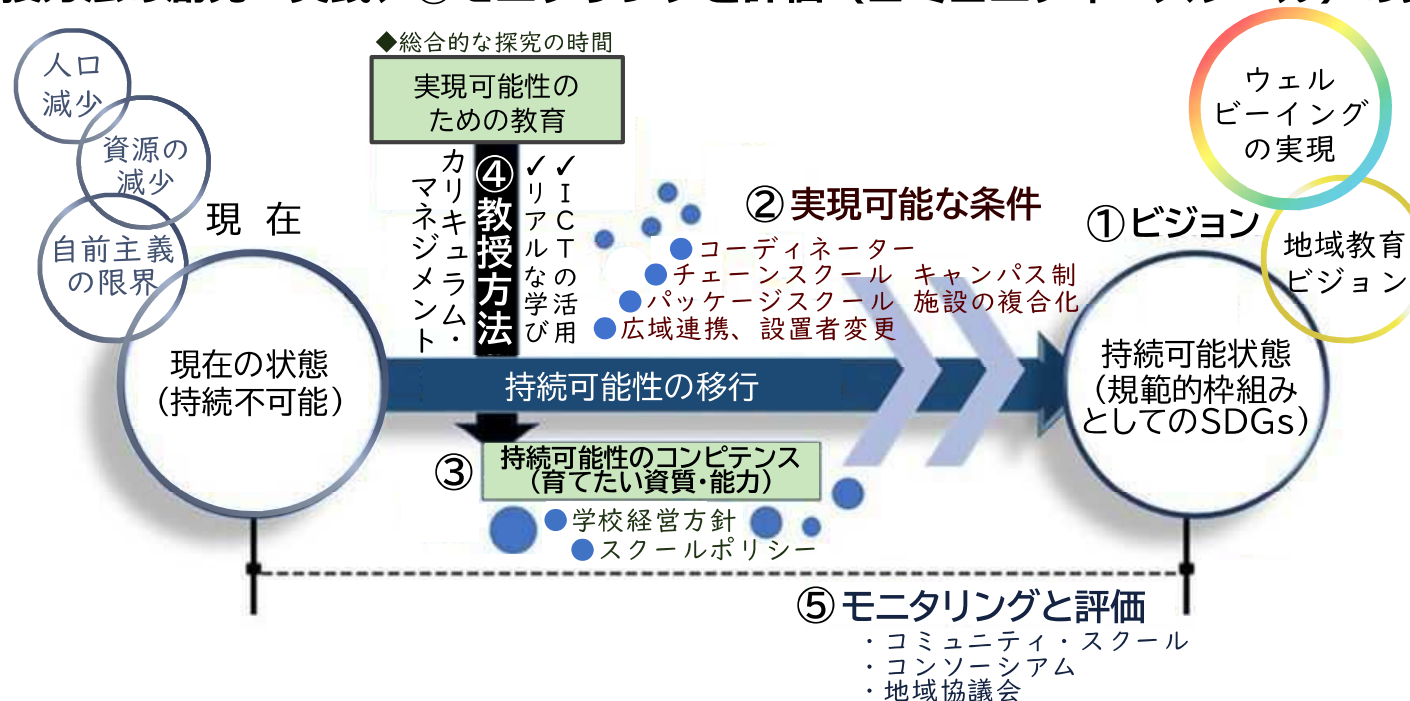 モニタリングと評価
人口
減少
資源の
減少
自前主義
の限界
現 在
現在の状態
（持続不可能）
◆総合的な探究の時間
実現可能性の
ための教育
④教授方法
カリキュラム・
マネジメント
✓リアルな学び
✓ICTの活用
②実現可能な条件
●コーディネーター
●チェーンスクール キャンパス制
●パッケージスクール 施設の複合化
●広域連携、設置者変更
持続可能性の移行
③
持続可能性のコンピテンス
（育てたい資質・能力）
●学校経営方針
●スクールポリシー
①ビジョン
ウェル
ビーイング
の実現
地域教育
ビジョン
持続可能状態
（規範的枠組み
としてのSDGs）
⑤モニタリングと評価
・コミュニティ・スクール
・コンソーシアム
・地域協議会